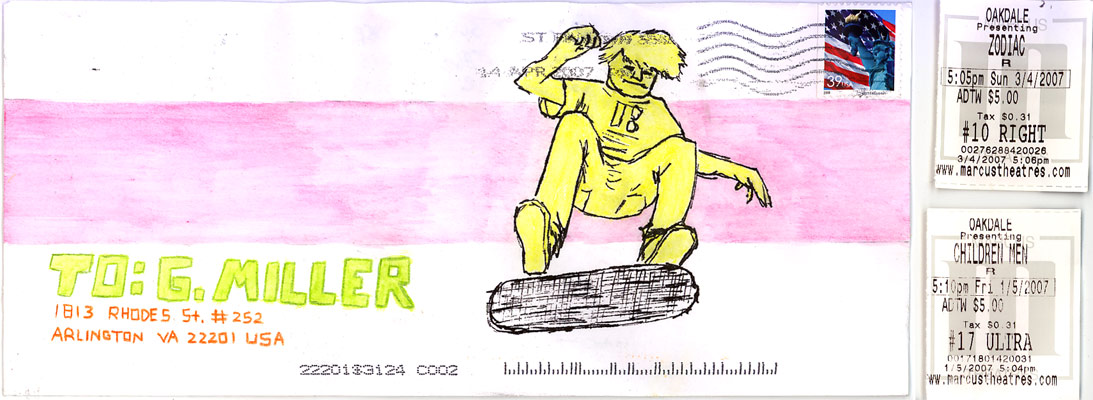 ST PAUL
14 APR 2007
39
18
TO: G. MILLER
1813 RHODES St. #252
ARLINGTON VA 22201 USA
22201$3124 C002
OAKDALE
Presenting
ZODIAC
R
5:05pm Sun 3/4/2007
ADTW $5.00
Tax $0.31
#10 RIGHT
00276288420026
3/4/2007 5:06pm
www.marcustheatres.com
OAKDALE
Presenting
CHILDREN MEN
R
5:10pm Fri 1/5/2007
ADTW $5.00
Tax $0.31
#17 ULIRA
00171801420031
1/5/2007 5:04pm
www.marcustheatres.com